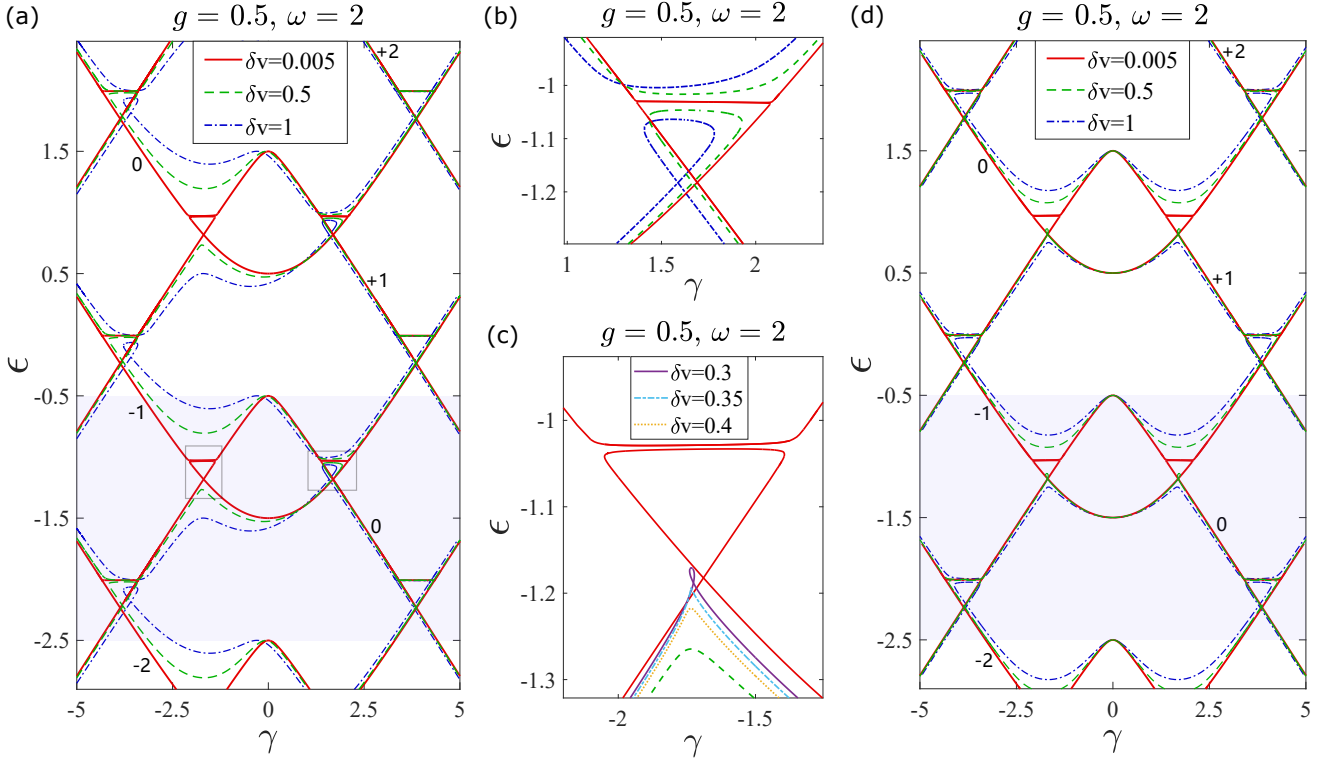 (a)
g = 0.5, ω = 2
δv=0.005
δv=0.5
δv=1
+2
0
+1
-1
0
-2
1.5
0.5
-0.5
-1.5
-2.5
ϵ
-5
-2.5
0
2.5
5
γ
(b)
g = 0.5, ω = 2
-1
-1.1
-1.2
ϵ
1
1.5
2
γ
(c)
g = 0.5, ω = 2
δv=0.3
δv=0.35
δv=0.4
-1
-1.1
-1.2
-1.3
ϵ
-2
-1.5
γ
(d)
g = 0.5, ω = 2
δv=0.005
δv=0.5
δv=1
+2
0
+1
-1
0
-2
1.5
0.5
-0.5
-1.5
-2.5
ϵ
-5
-2.5
0
2.5
5
γ